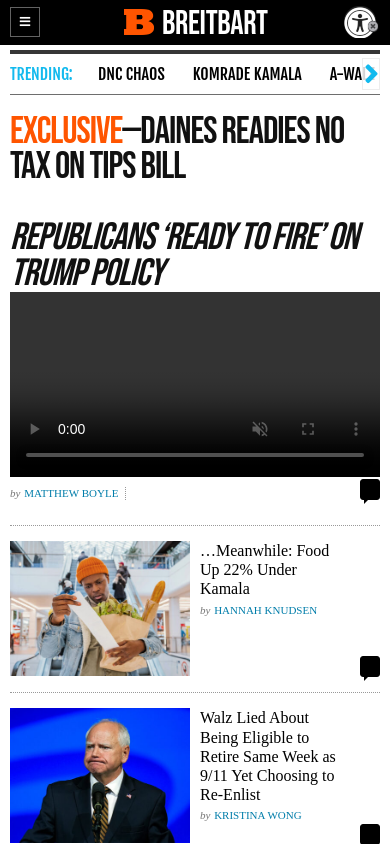 BREITBART
TRENDING: DNC CHAOS KOMRADE KAMALA
EXCLUSIVE—DAINES READIES NO
TAX ON TIPS BILL
REPUBLICANS ‘READY TO FIRE’ ON
TRUMP POLICY
0:00
by MATTHEW BOYLE
…Meanwhile: Food
Up 22% Under
Kamala
by HANNAH KNUDSEN
Walz Lied About
Being Eligible to
Retire Same Week as
9/11 Yet Choosing to
Re-Enlist
by KRISTINA WONG